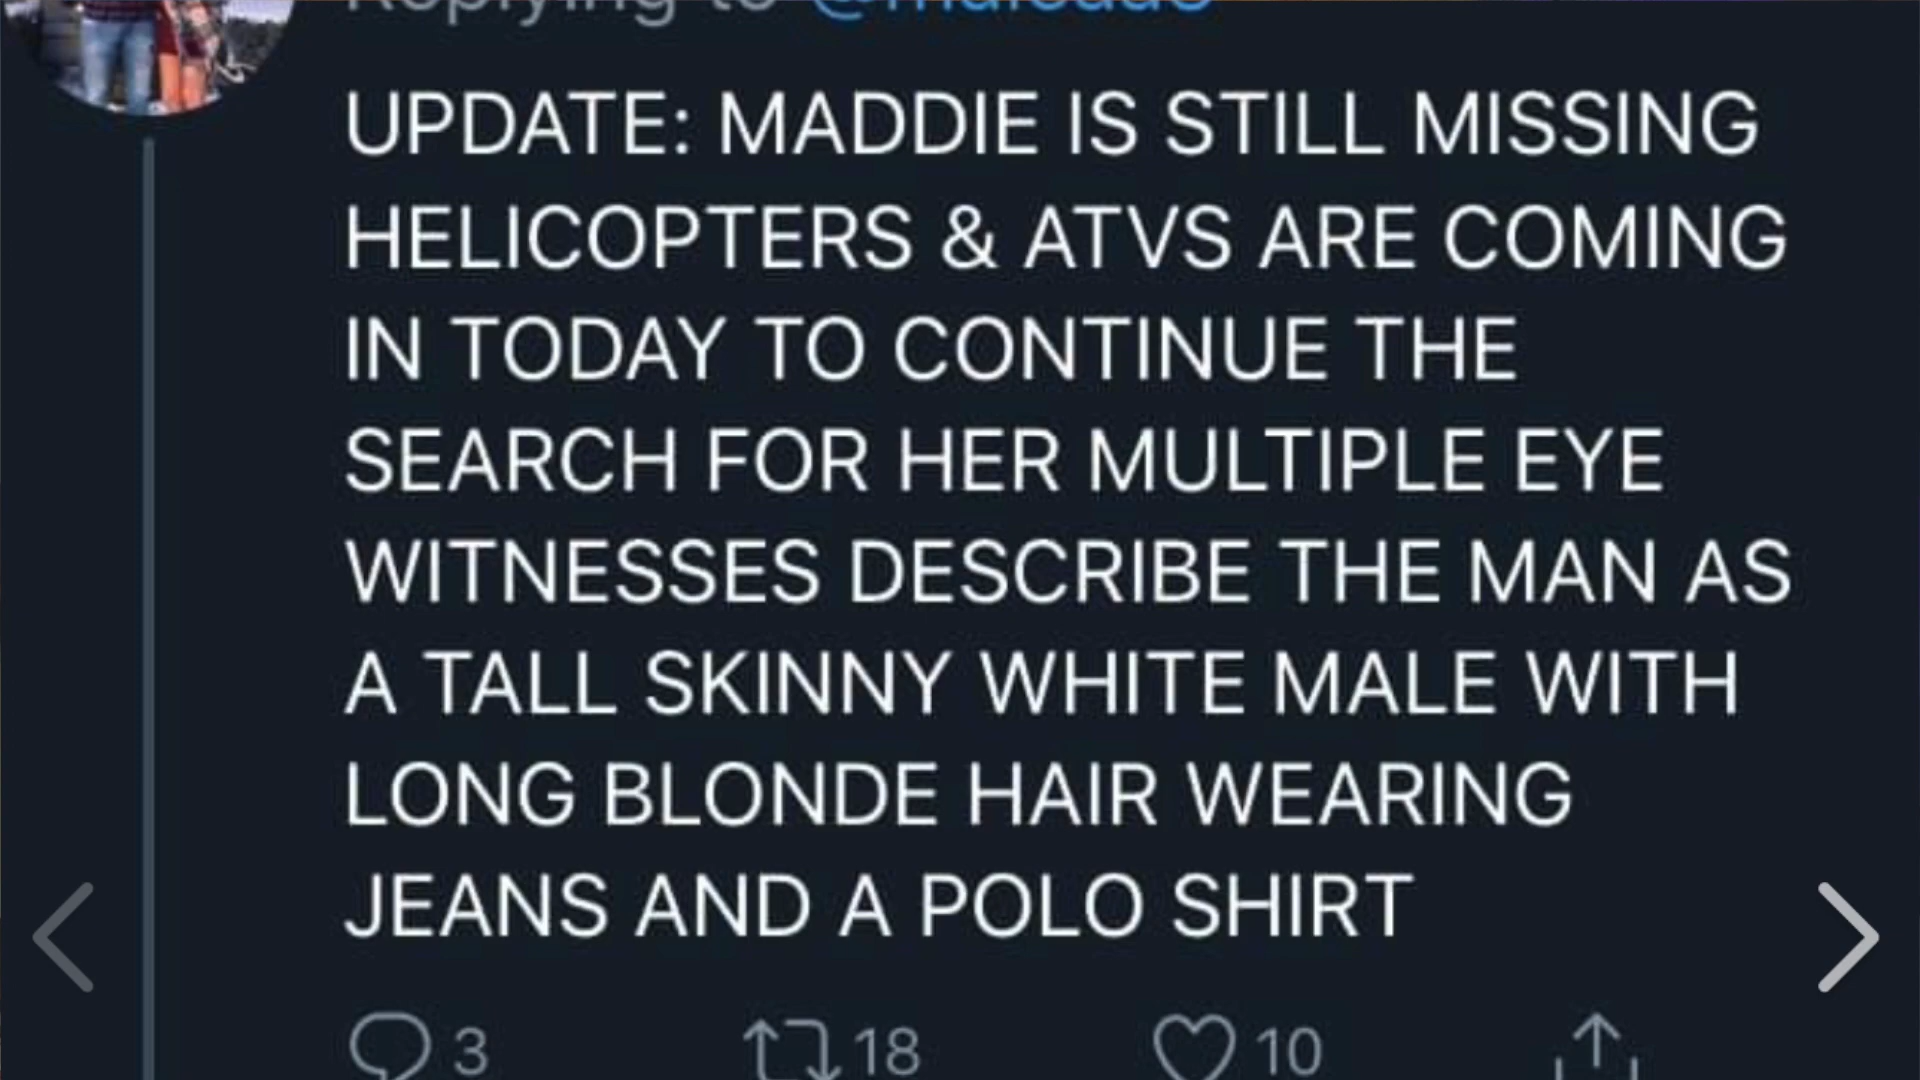 Replying to
UPDATE: MADDIE IS STILL MISSING
HELICOPTERS & ATVS ARE COMING
IN TODAY TO CONTINUE THE
SEARCH FOR HER MULTIPLE EYE
WITNESSES DESCRIBE THE MAN AS
A TALL SKINNY WHITE MALE WITH
LONG BLONDE HAIR WEARING
JEANS AND A POLO SHIRT
3 18 10